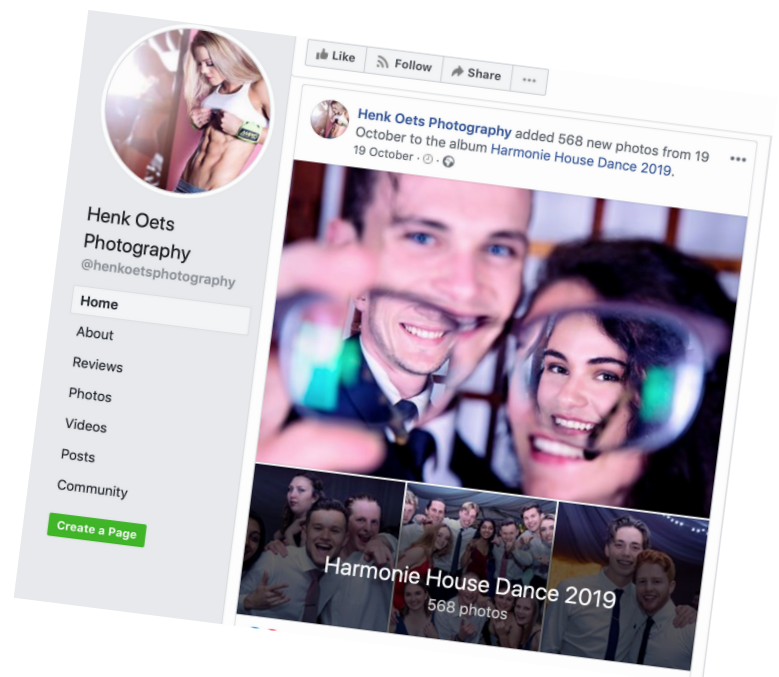 Henk Oets
Photography
@henkoetsphotography
Home
About
Reviews
Photos
Videos
Posts
Community
Create a Page
Like
Follow
Share
Henk Oets Photography added 568 new photos from 19
October to the album Harmonie House Dance 2019.
19 October
Harmonie House Dance 2019
568 photos